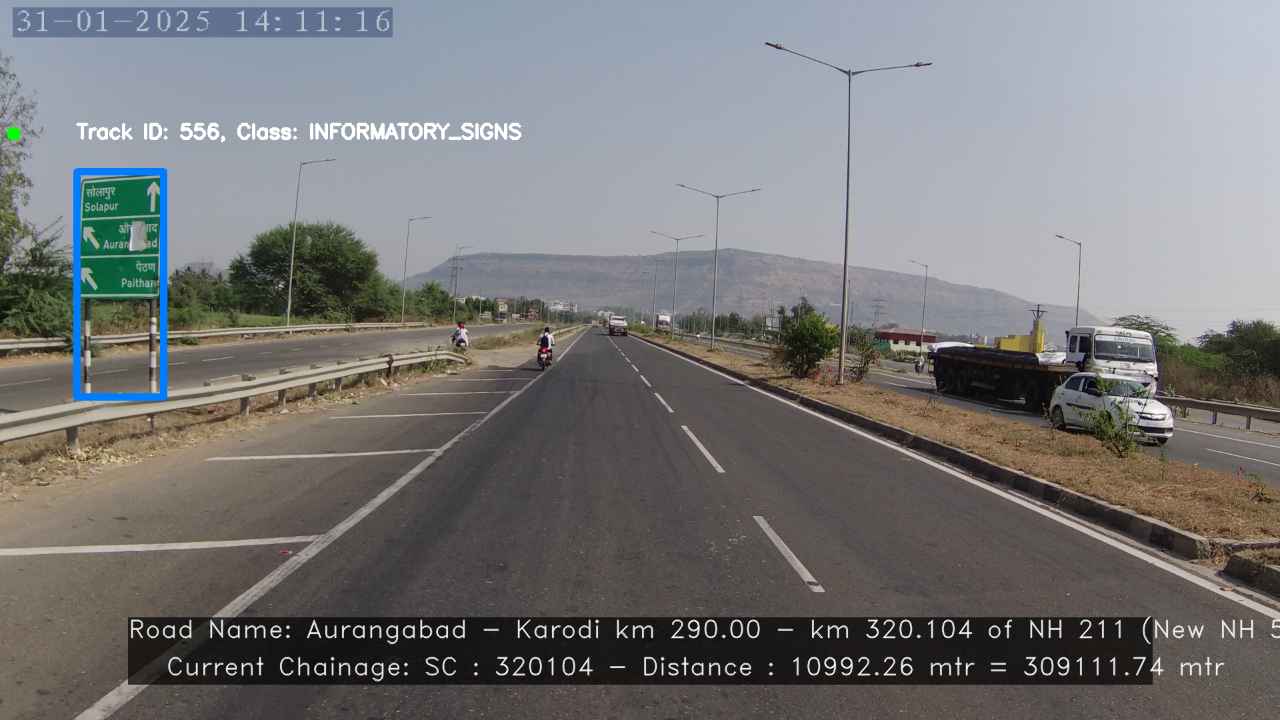 31-01-2025 14:11:16
Track ID: 556, Class: INFORMATORY_SIGNS
सोलापुर
Solapur
पैठण
Paithan
Road Name: Aurangabad - Karodi km 290.00 - km 320.104 of NH 211 (New NH 5
Current Chainage: SC : 320104 - Distance : 10992.26 mtr = 309111.74 mtr